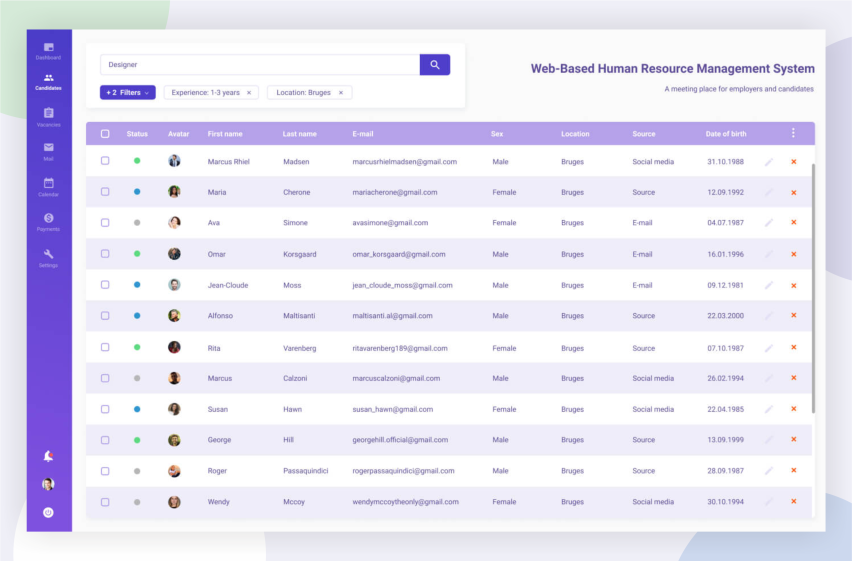 Dashboard
Candidates
Vacancies
Mail
Calendar
Payments
Settings
Designer
+2 Filters
Experience: 1-3 years ×
Location: Bruges ×
Web-Based Human Resource Management System
A meeting place for employers and candidates
Status Avatar First name Last name E-mail Sex Location Source Date of birth
Marcus Rhiel Madsen marcusrhielmadsen@gmail.com Male Bruges Social media 31.10.1988
Maria Cherone mariacherone@gmail.com Female Bruges Source 12.09.1992
Ava Simone avasimone@gmail.com Female Bruges E-mail 04.07.1987
Omar Korsgaard omar_korsgaard@gmail.com Male Bruges E-mail 16.01.1996
Jean-Cloude Moss jean_cloude_moss@gmail.com Male Bruges E-mail 09.12.1981
Alfonso Maltisanti maltisanti.al@gmail.com Male Bruges Source 22.03.2000
Rita Varenberg ritavarenberg189@gmail.com Female Bruges Source 07.10.1987
Marcus Calzoni marcuscalzoni@gmail.com Male Bruges Social media 26.02.1994
Susan Hawn susan_hawn@gmail.com Female Bruges Social media 22.04.1985
George Hill georgehill.official@gmail.com Male Bruges Source 13.09.1999
Roger Passaquindici rogerpassaquindici@gmail.com Male Bruges Source 28.09.1987
Wendy Mccoy wendymccoytheonly@gmail.com Female Bruges Social media 30.10.1994